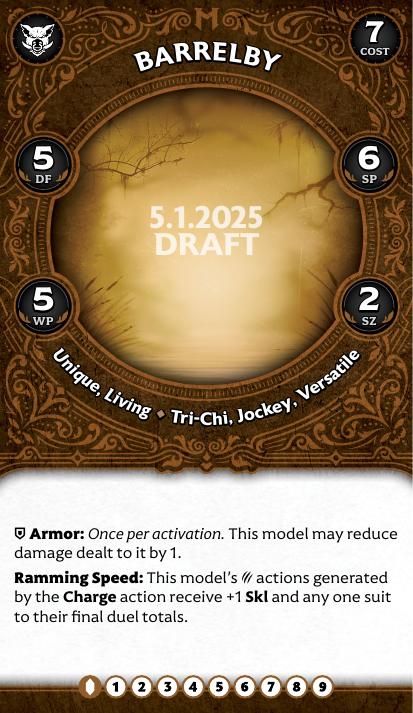 BARRELBY
7
COST
5
DF
6
SP
5.1.2025
DRAFT
5
WP
2
SZ
Unique, Living ◆ Tri-Chi, Jockey, Versatile
Armor: Once per activation. This model may reduce
damage dealt to it by 1.
Ramming Speed: This model's actions generated
by the Charge action receive +1 Skl and any one suit
to their final duel totals.
1 2 3 4 5 6 7 8 9